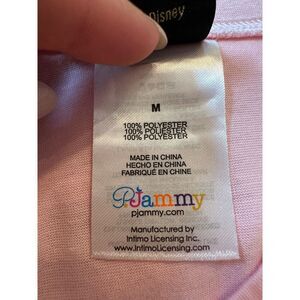 Disney
M
100% POLYESTER
100% POLIÉSTER
100% POLYESTER
MADE IN CHINA
HECHO EN CHINA
FABRIQUÉ EN CHINE
PJammy
pjammy.com
Manufactured by
Intimo Licensing Inc.
www.IntimoLicensing.com